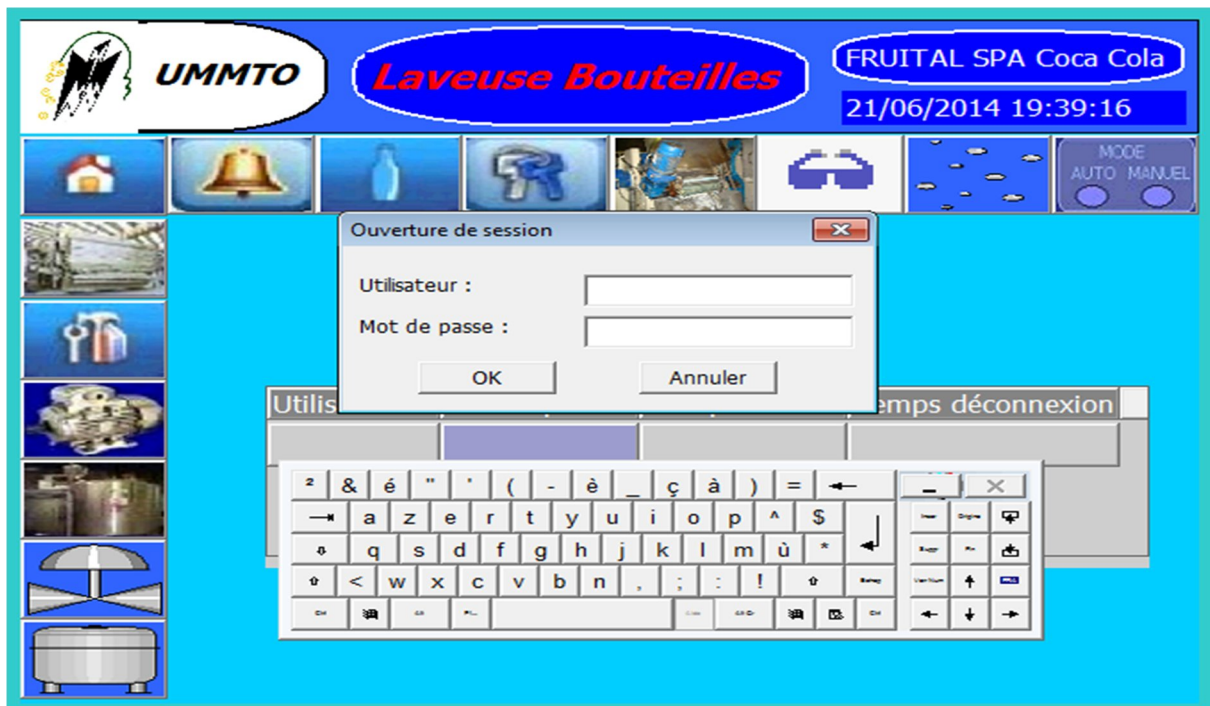 UMMTO
Laveuse Bouteilles
FRUITAL SPA Coca Cola
21/06/2014 19:39:16
MODE
AUTO MANUEL
Ouverture de session
Utilisateur :
Mot de passe :
OK Annuler
Utilis emps déconnexion
² & é " ' ( - è _ ç à ) =
a z e r t y u i o p ^ $
q s d f g h j k l m ù *
< w x c v b n , ; : !